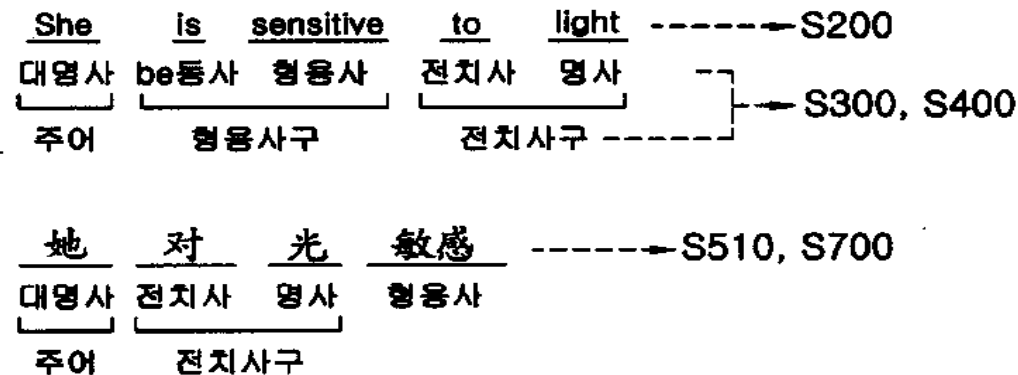 She is sensitive to light S200
대명사 be동사 형용사 전치사 명사
S300, S400
주어 형용사구 전치사구
她 对 光 敏感 S510, S700
대명사 전치사 명사 형용사
주어 전치사구